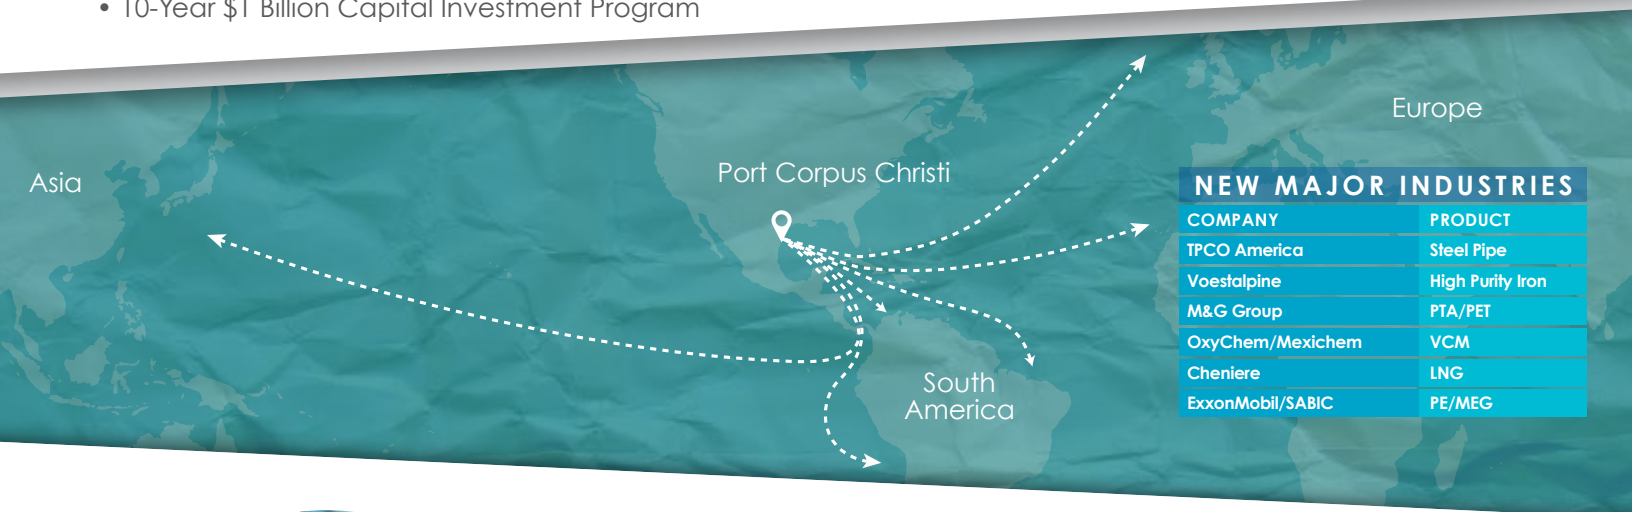 • 10-Year $1 Billion Capital Investment Program
Europe
Port Corpus Christi
Asia
NEW MAJOR INDUSTRIES
COMPANY PRODUCT
TPCO America Steel Pipe
Voestalpine High Purity Iron
M&G Group PTA/PET
OxyChem/Mexichem VCM
Cheniere LNG
ExxonMobil/SABIC PE/MEG
South
America